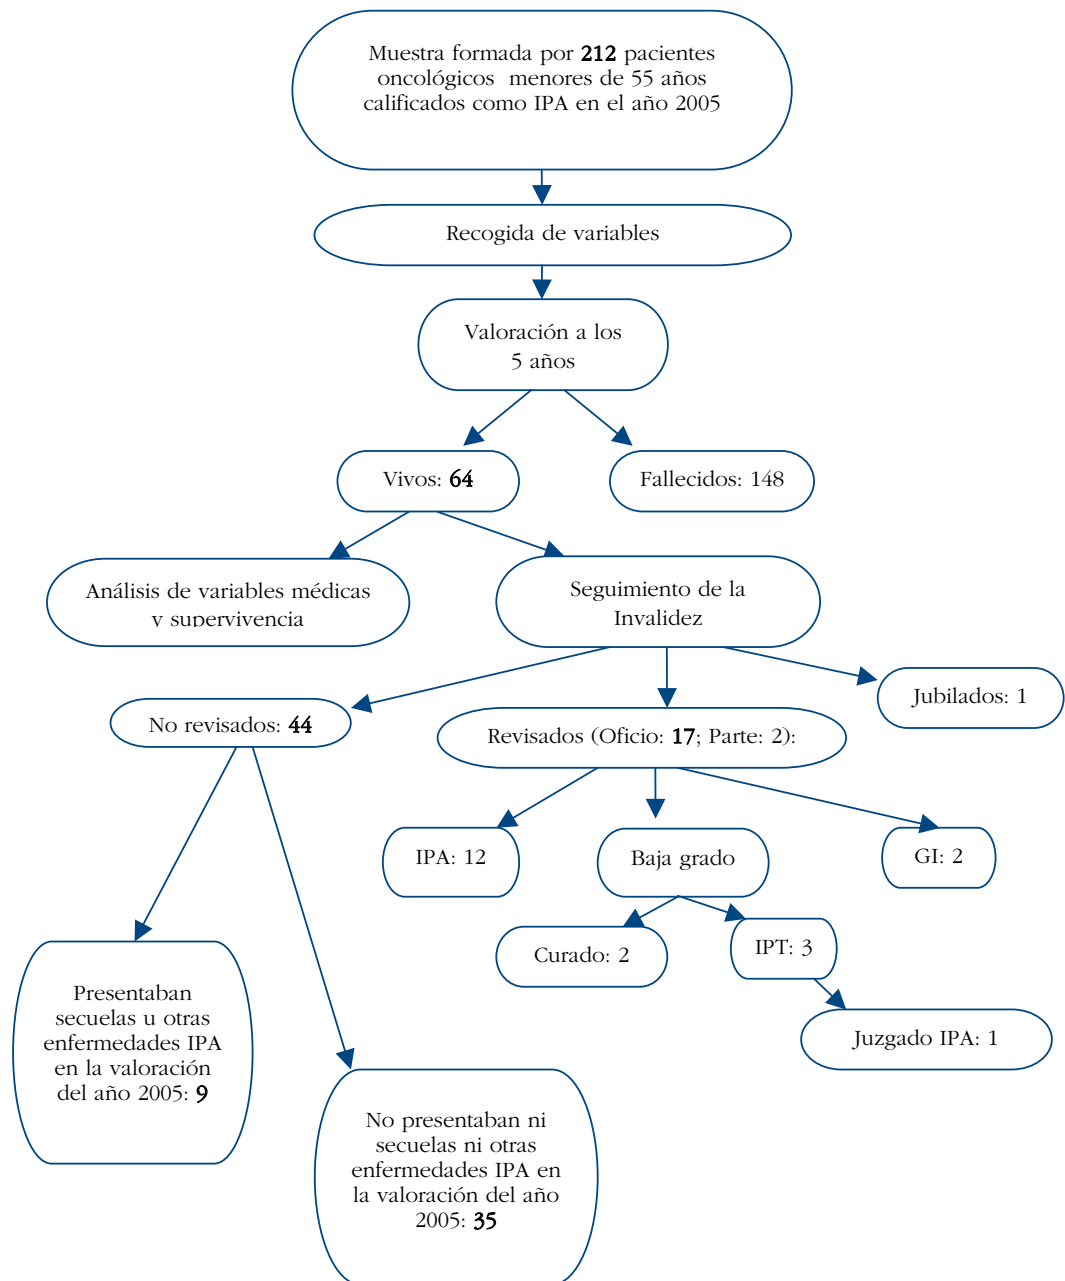 Muestra formada por 212 pacientes
oncológicos menores de 55 años
calificados como IPA en el año 2005
Recogida de variables
Valoración a los
5 años
Vivos: 64
Fallecidos: 148
Análisis de variables médicas
y supervivencia
Seguimiento de la
Invalidez
No revisados: 44
Revisados (Oficio: 17; Parte: 2):
Jubilados: 1
IPA: 12
Baja grado
GI: 2
Curado: 2
IPT: 3
Juzgado IPA: 1
Presentaban
secuelas u otras
enfermedades IPA
en la valoración
del año 2005: 9
No presentaban ni
secuelas ni otras
enfermedades IPA en
la valoración del año
2005: 35